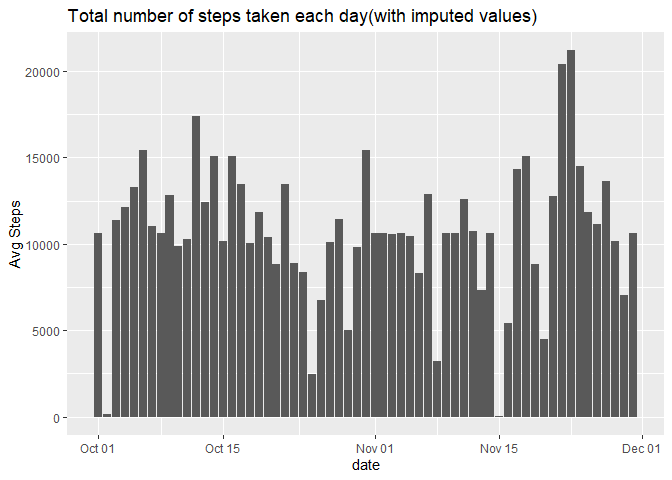 Total number of steps taken each day(with imputed values)
20000
15000
10000
5000
0
Avg Steps
Oct 01 Oct 15 Nov 01 Nov 15 Dec 01
date